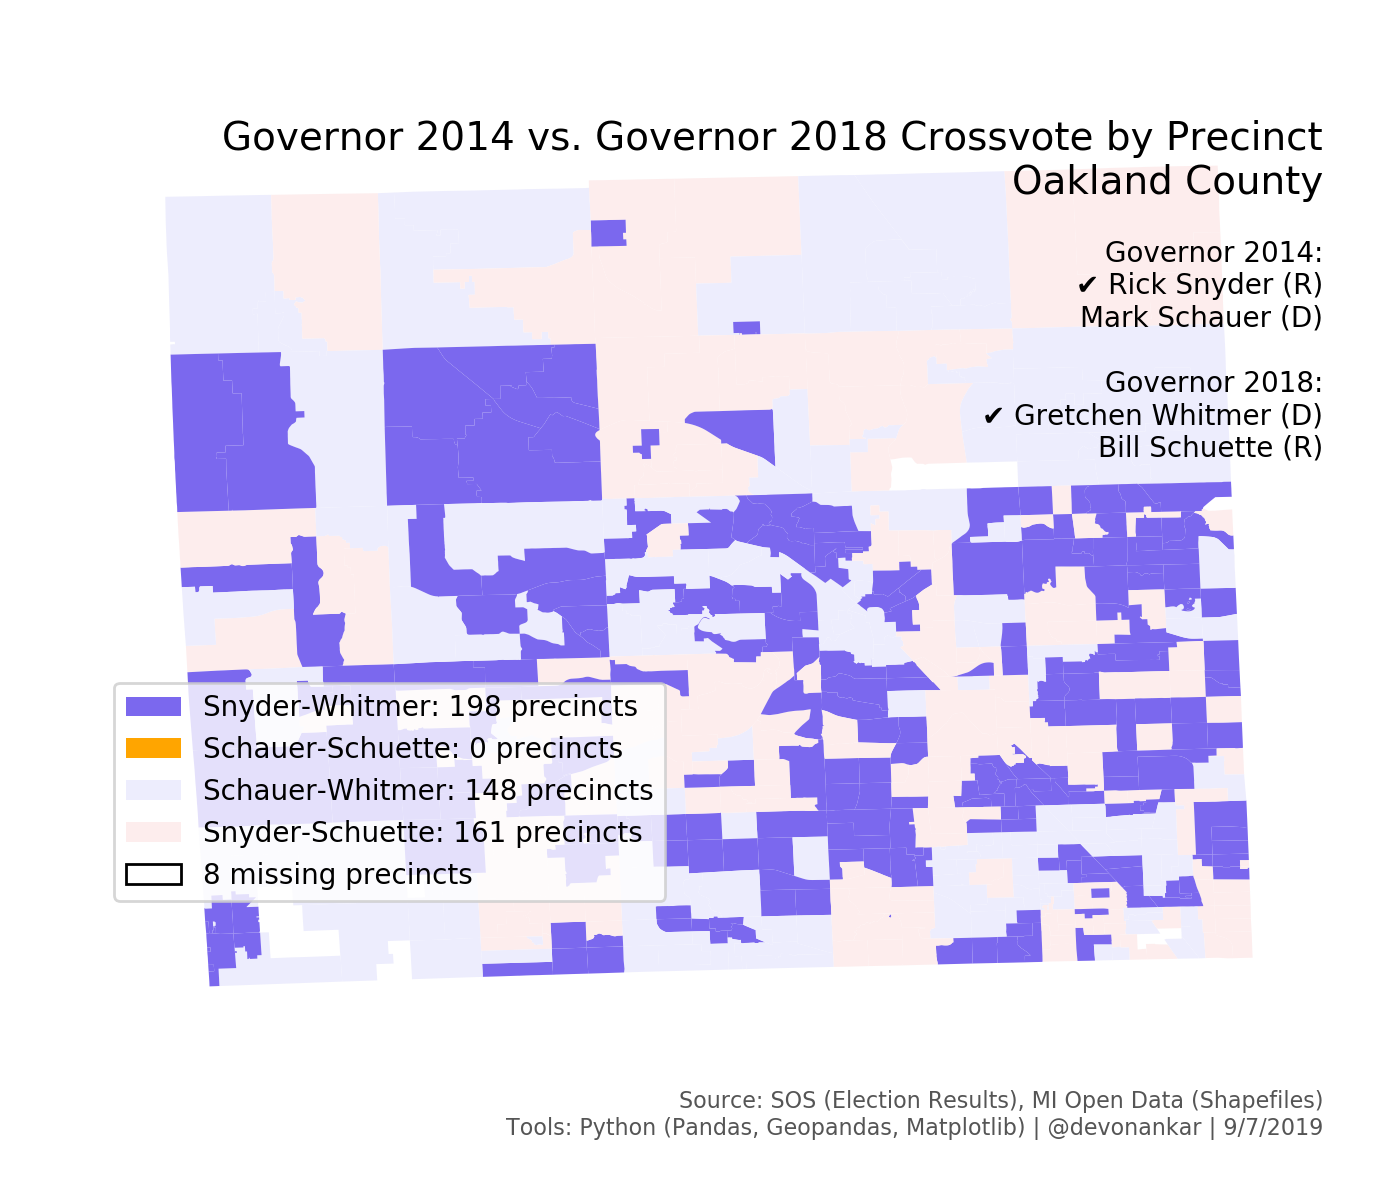 Governor 2014 vs. Governor 2018 Crossvote by Precinct
Oakland County
Governor 2014:
✔ Rick Snyder (R)
Mark Schauer (D)
Governor 2018:
✔ Gretchen Whitmer (D)
Bill Schuette (R)
Snyder-Whitmer: 198 precincts
Schauer-Schuette: 0 precincts
Schauer-Whitmer: 148 precincts
Snyder-Schuette: 161 precincts
8 missing precincts
Source: SOS (Election Results), MI Open Data (Shapefiles)
Tools: Python (Pandas, Geopandas, Matplotlib) | @devonankar | 9/7/2019